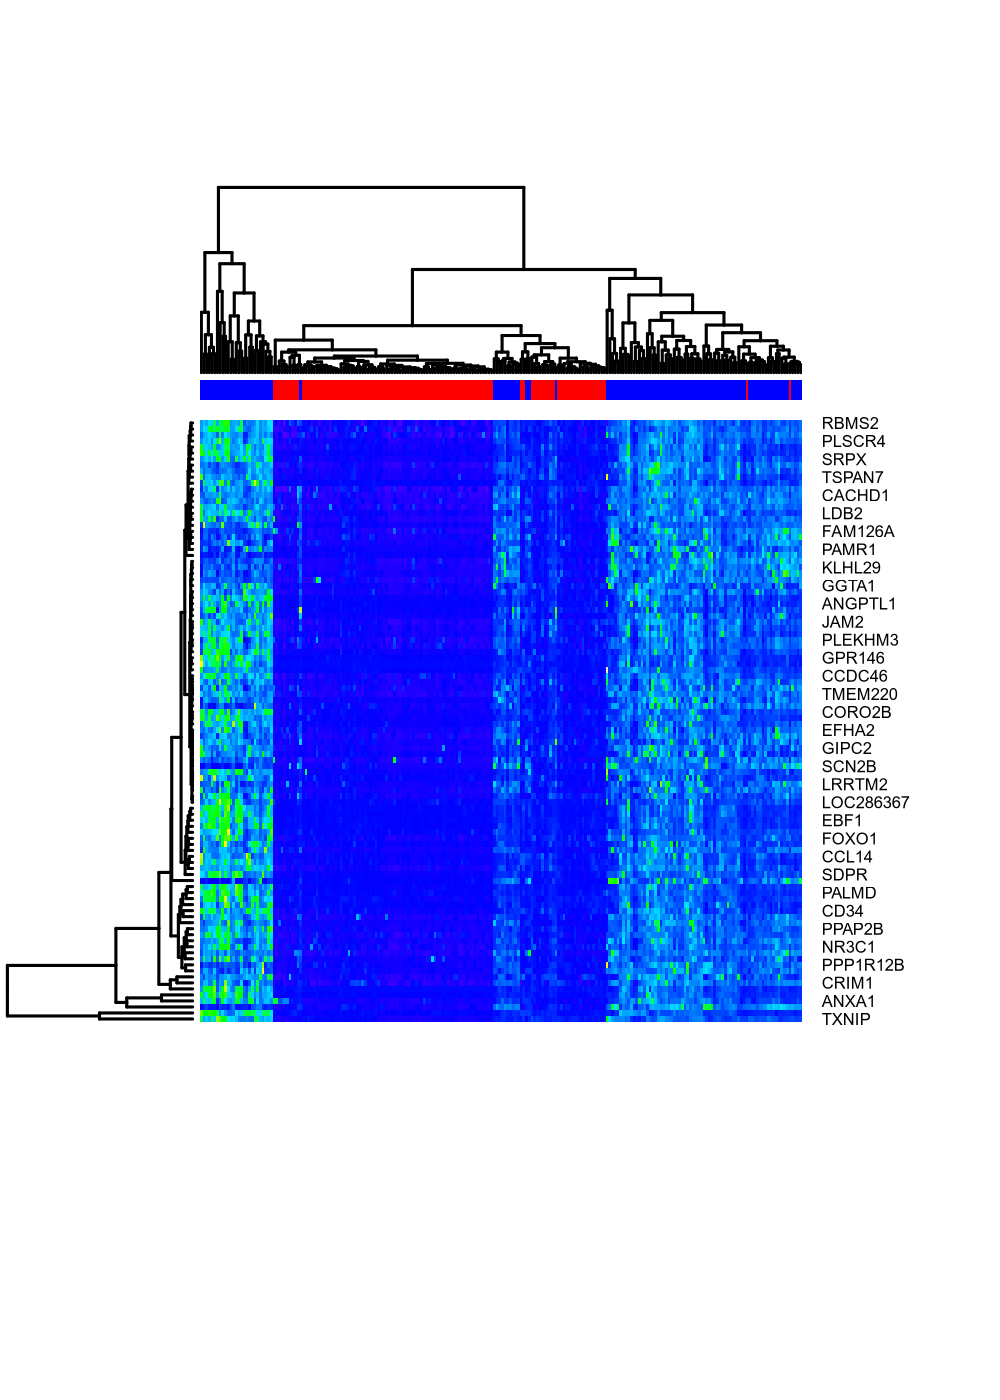 RBMS2
PLSCR4
SRPX
TSPAN7
CACHD1
LDB2
FAM126A
PAMR1
KLHL29
GGTA1
ANGPTL1
JAM2
PLEKHM3
GPR146
CCDC46
TMEM220
CORO2B
EFHA2
GIPC2
SCN2B
LRRTM2
LOC286367
EBF1
FOXO1
CCL14
SDPR
PALMD
CD34
PPAP2B
NR3C1
PPP1R12B
CRIM1
ANXA1
TXNIP